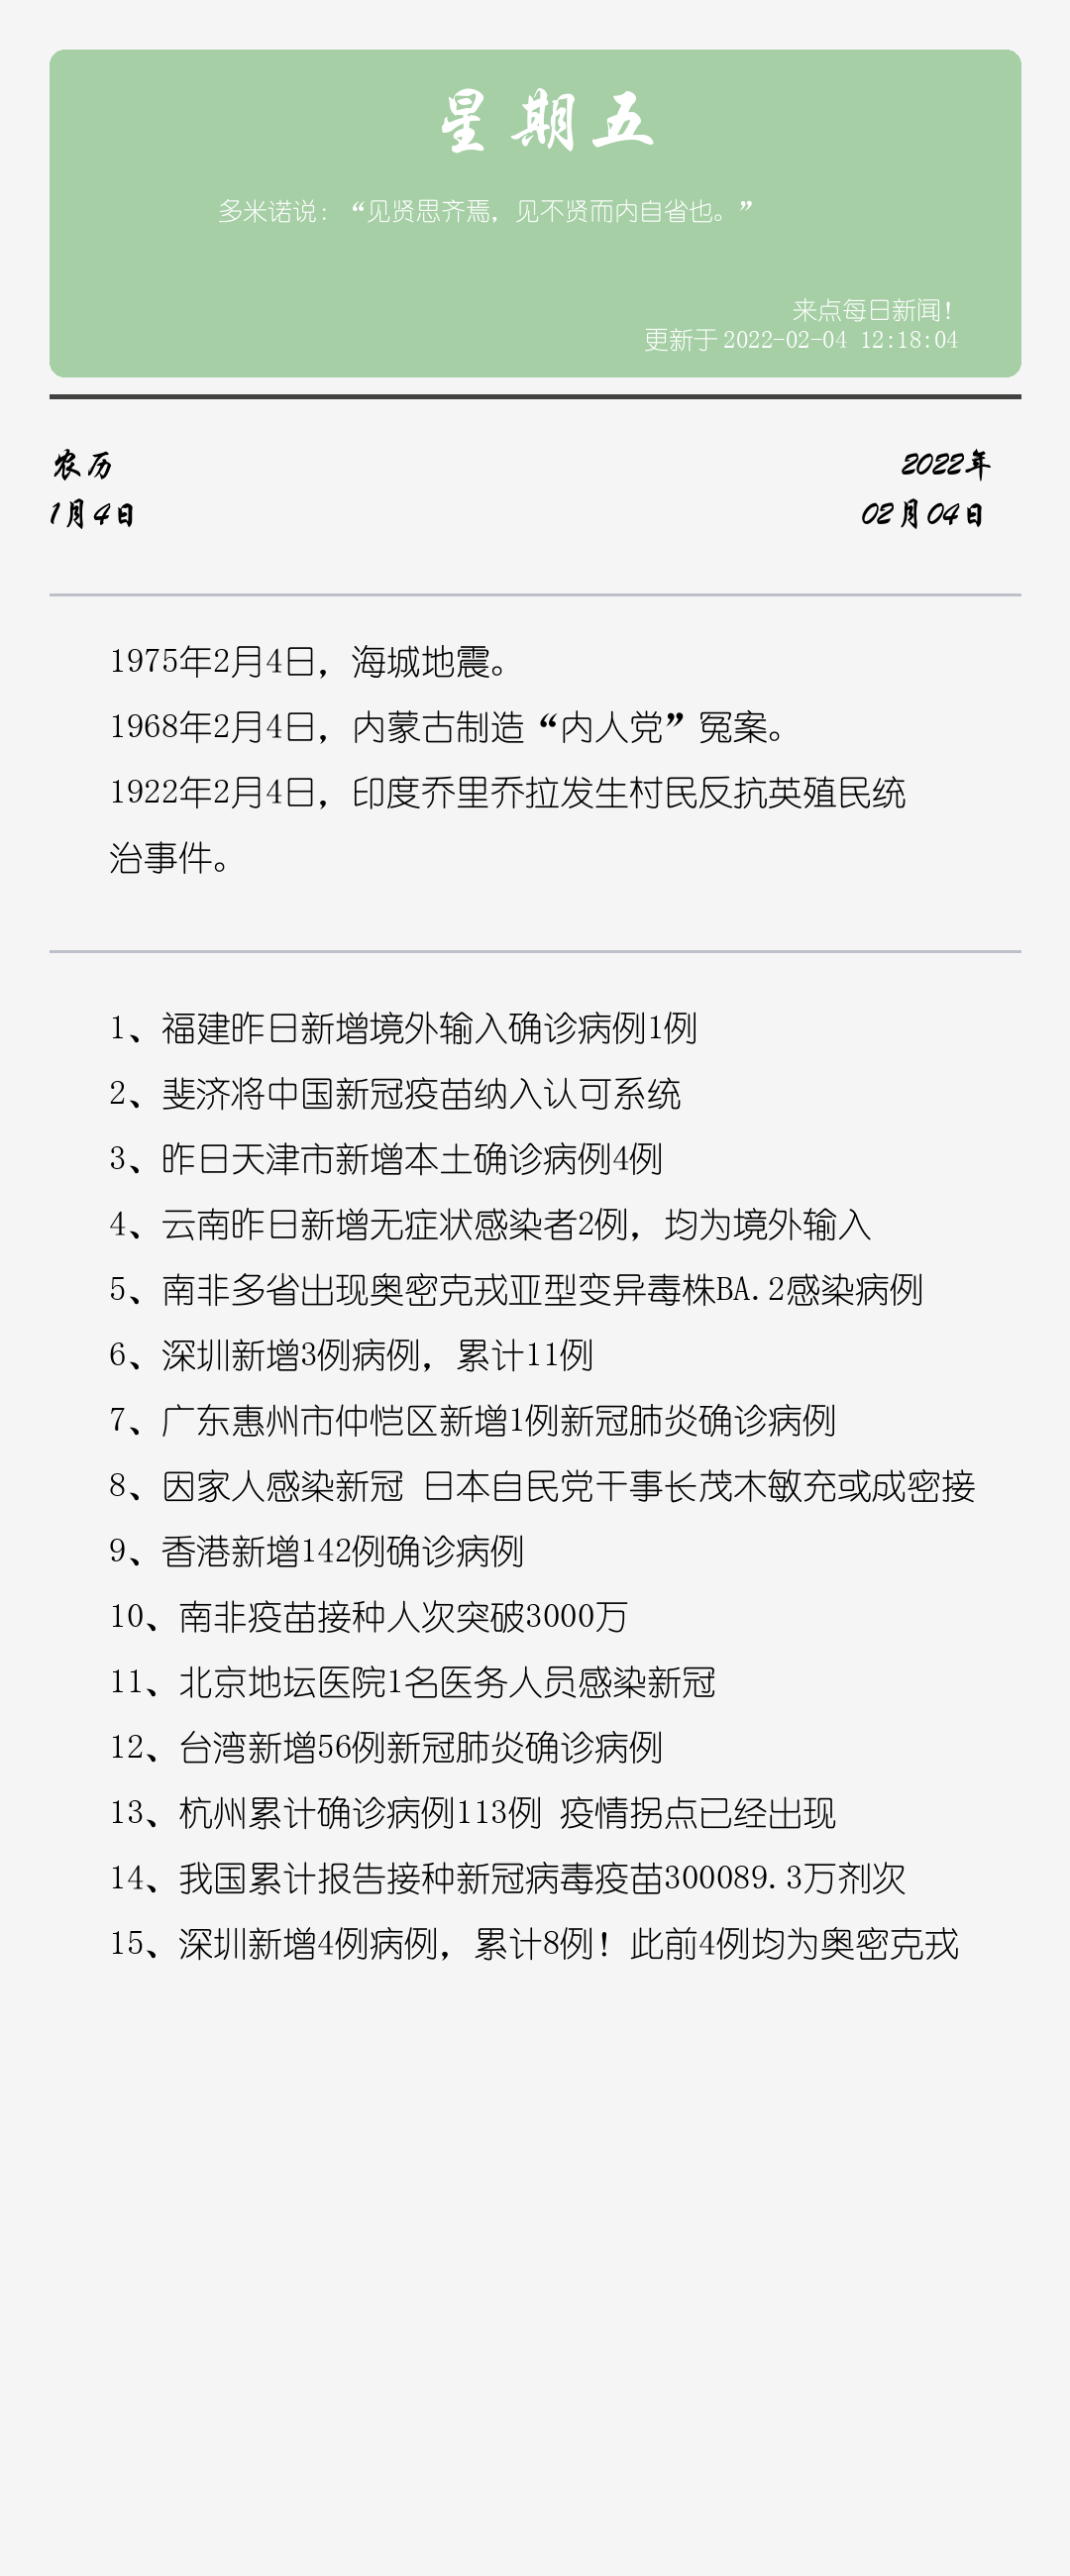 星期五
多米诺说：“见贤思齐焉，见不贤而内自省也。”
来点每日新闻！
更新于2022-02-04 12:18:04
农历
2022年
1月4日
02月04日
1975年2月4日，海城地震。
1968年2月4日，内蒙古制造“内人党”冤案。
1922年2月4日，印度乔里乔拉发生村民反抗英殖民统
治事件。
1、福建昨日新增境外输入确诊病例1例
2、斐济将中国新冠疫苗纳入认可系统
3、昨日天津市新增本土确诊病例4例
4、云南昨日新增无症状感染者2例，均为境外输入
5、南非多省出现奥密克戎亚型变异毒株BA.2感染病例
6、深圳新增3例病例，累计11例
7、广东惠州市仲恺区新增1例新冠肺炎确诊病例
8、因家人感染新冠 日本自民党干事长茂木敏充或成密接
9、香港新增142例确诊病例
10、南非疫苗接种人次突破3000万
11、北京地坛医院1名医务人员感染新冠
12、台湾新增56例新冠肺炎确诊病例
13、杭州累计确诊病例113例 疫情拐点已经出现
14、我国累计报告接种新冠病毒疫苗300089.3万剂次
15、深圳新增4例病例，累计8例！此前4例均为奥密克戎